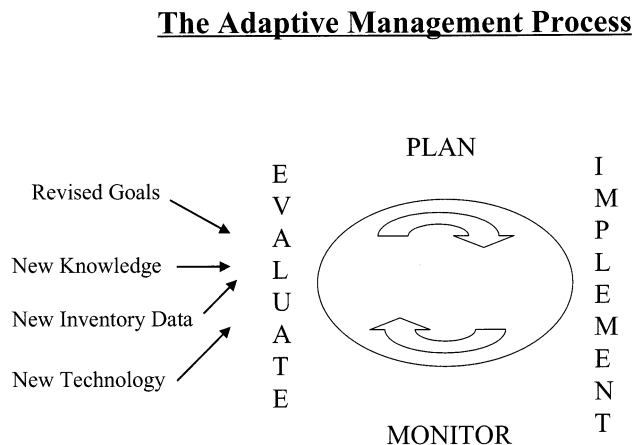 The Adaptive Management Process
PLAN
EVALUATE
IMPLEMENT
Revised Goals
New Knowledge
New Inventory Data
New Technology
MONITOR